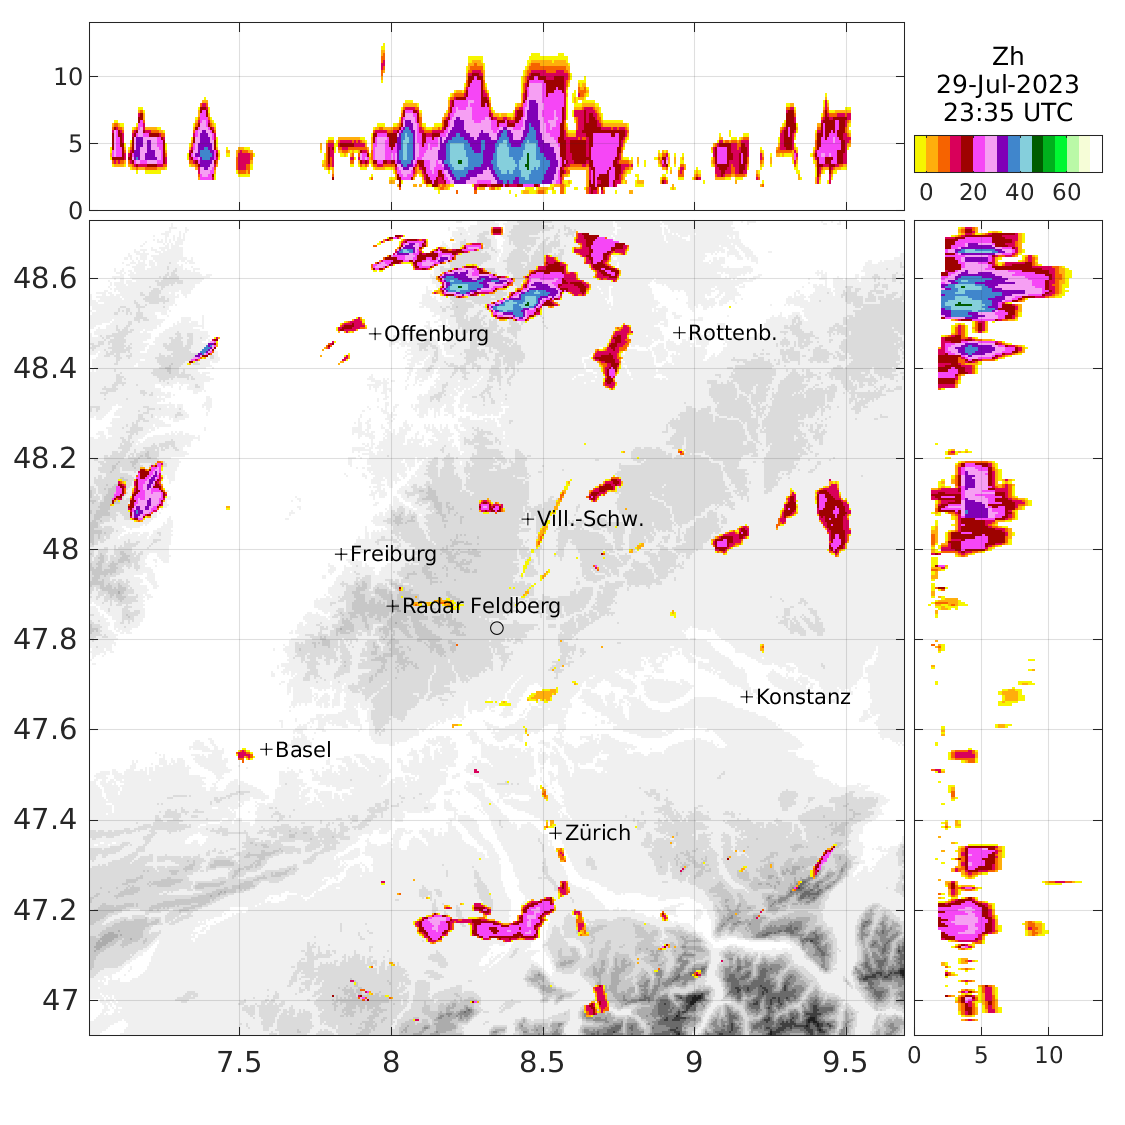 10
5
0
Zh
29-Jul-2023
23:35 UTC
0 20 40 60
48.6
48.4
48.2
48
47.8
47.6
47.4
47.2
47
Offenburg
Rottenb.
Vill.-Schw.
Freiburg
Radar Feldberg
Konstanz
Basel
Zürich
7.5 8 8.5 9 9.5
0 5 10